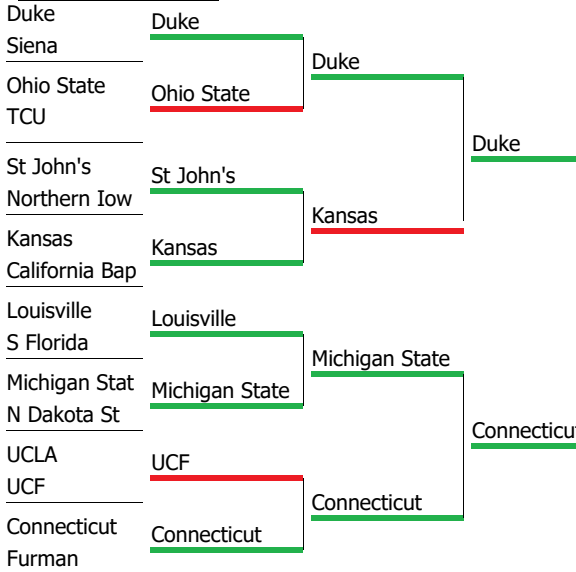 Duke
Siena
Ohio State
TCU
St John's
Northern Iow
Kansas
California Bap
Louisville
S Florida
Michigan Stat
N Dakota St
UCLA
UCF
Connecticut
Furman
Duke
Ohio State
St John's
Kansas
Louisville
Michigan State
UCF
Connecticut
Duke
Kansas
Michigan State
Connecticut
Duke
Connecticut